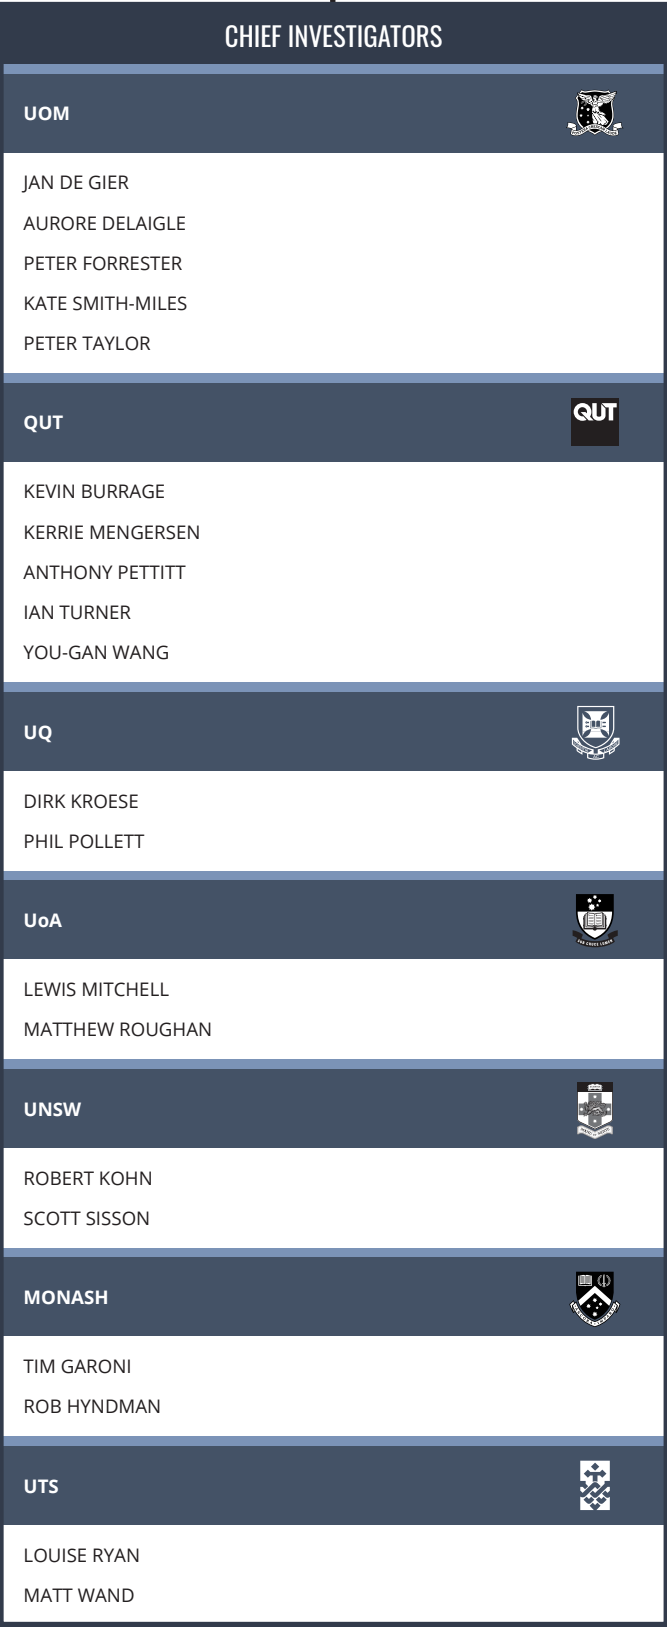 CHIEF INVESTIGATORS
UOM
JAN DE GIER
AURORE DELAIGLE
PETER FORRESTER
KATE SMITH-MILES
PETER TAYLOR
QUT
QUT
KEVIN BURRAGE
KERRIE MENGERSEN
ANTHONY PETTITT
IAN TURNER
YOU-GAN WANG
UQ
DIRK KROESE
PHIL POLLETT
UoA
LEWIS MITCHELL
MATTHEW ROUGHAN
UNSW
ROBERT KOHN
SCOTT SISSON
MONASH
TIM GARONI
ROB HYNDMAN
UTS
LOUISE RYAN
MATT WAND